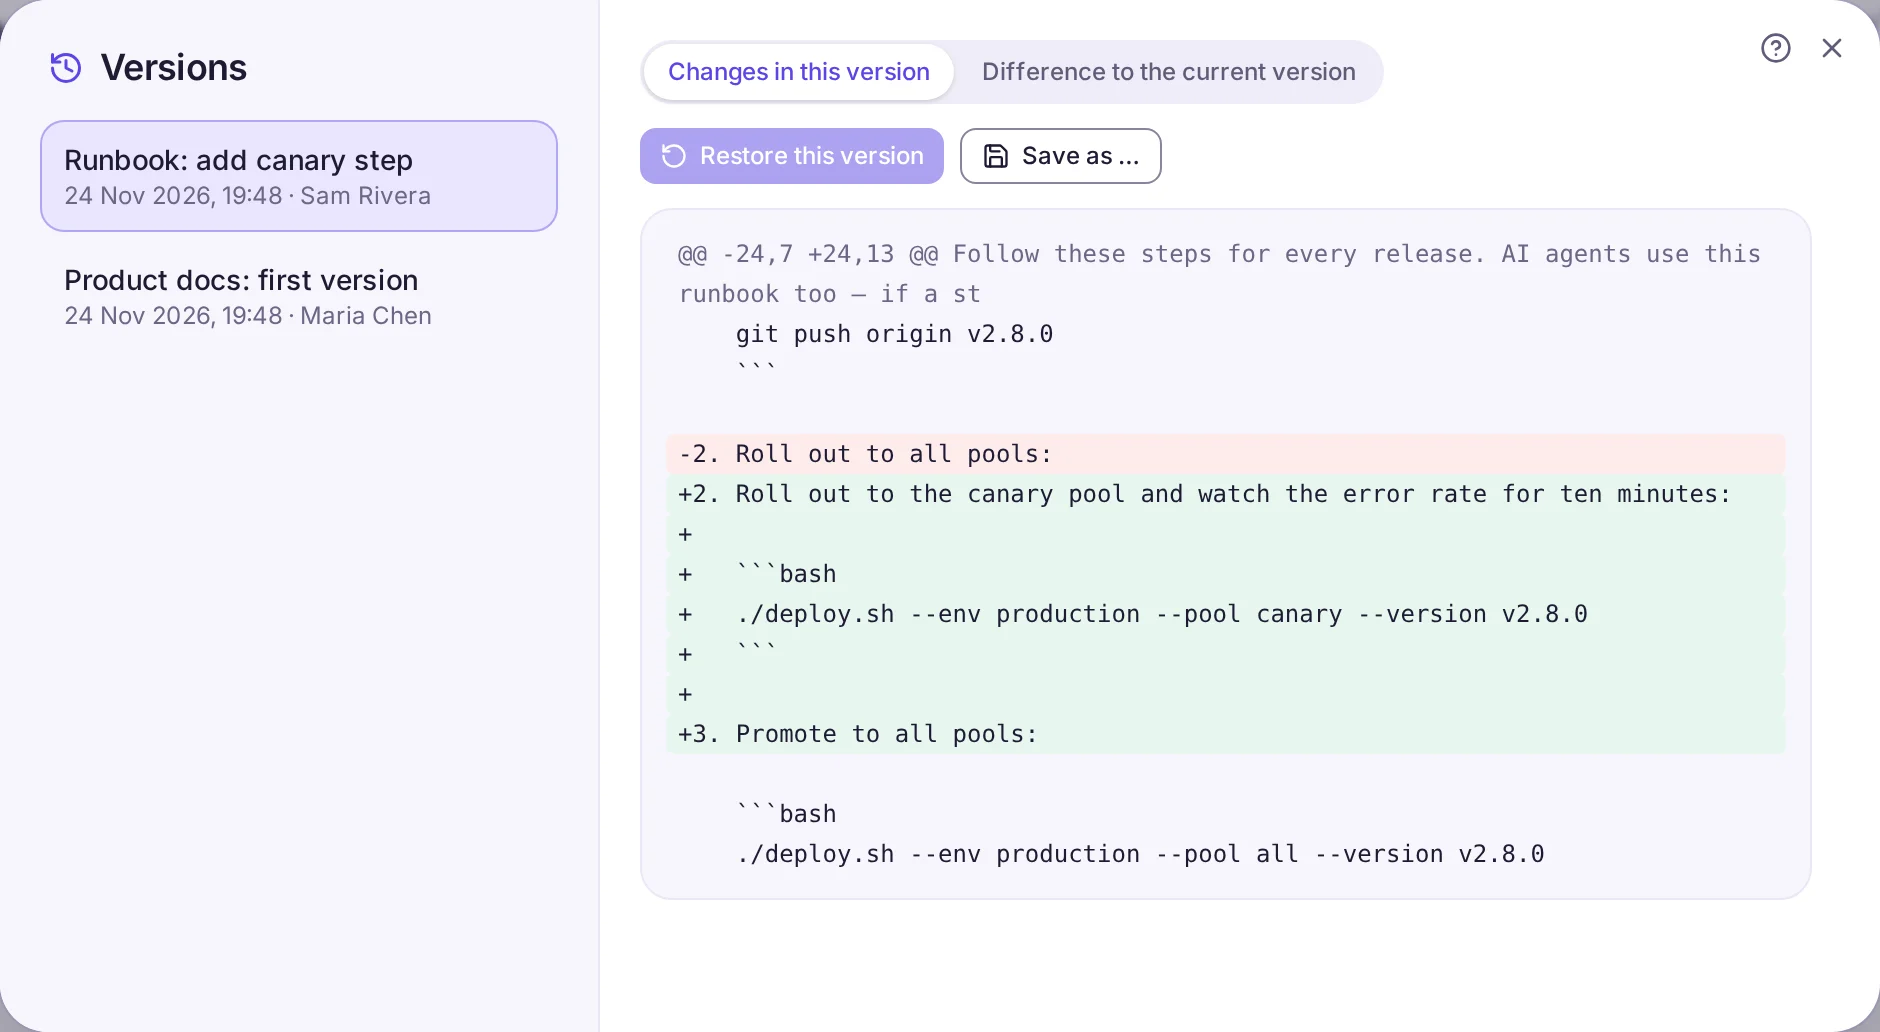 Versions
Runbook: add canary step
24 Nov 2026, 19:48 · Sam Rivera
Product docs: first version
24 Nov 2026, 19:48 · Maria Chen
Changes in this version
Difference to the current version
Restore this version
Save as ...
@@ -24,7 +24,13 @@ Follow these steps for every release. AI agents use this
runbook too — if a st
    git push origin v2.8.0
    ```
-2. Roll out to all pools:
+2. Roll out to the canary pool and watch the error rate for ten minutes:
+
+   ```bash
+   ./deploy.sh --env production --pool canary --version v2.8.0
+   ```
+
+3. Promote to all pools:
    ```bash
    ./deploy.sh --env production --pool all --version v2.8.0